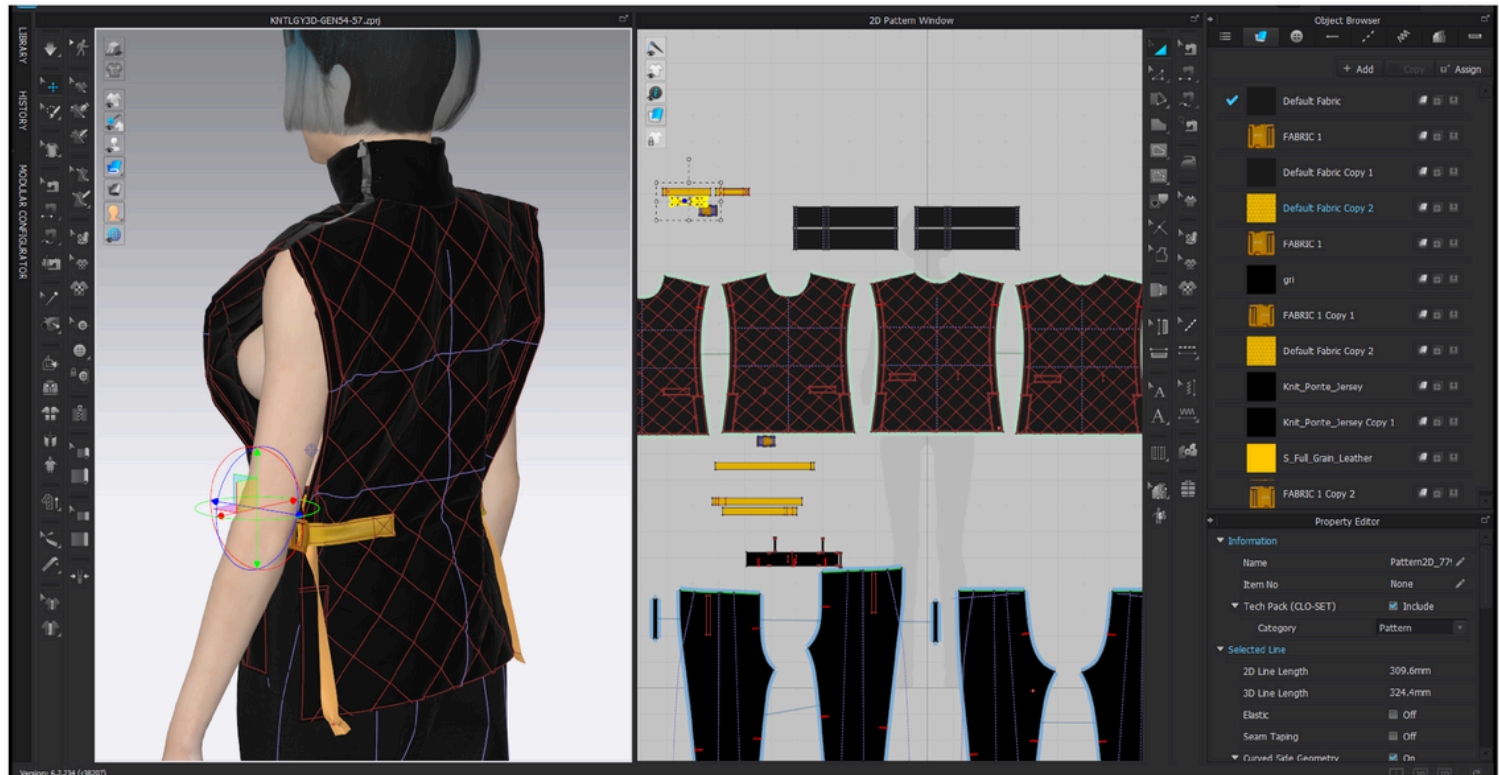 KNTLGY3D-GEN54-57.zprj
2D Pattern Window
Object Browser
LIBRARY
HISTORY
MODULAR CONFIGURATOR
+ Add
Copy
Assign
Default Fabric
FABRIC 1
Default Fabric Copy 1
Default Fabric Copy 2
FABRIC 1
gri
FABRIC 1 Copy 1
Default Fabric Copy 2
Knit_Ponte_Jersey
Knit_Ponte_Jersey Copy 1
S_Full_Grain_Leather
FABRIC 1 Copy 2
Property Editor
Information
Name Pattern2D_779
Item No None
Tech Pack (CLO-SET) Include
Category Pattern
Selected Line
2D Line Length 309.6mm
3D Line Length 324.4mm
Elastic Off
Seam Taping Off
Curved Side Geometry On